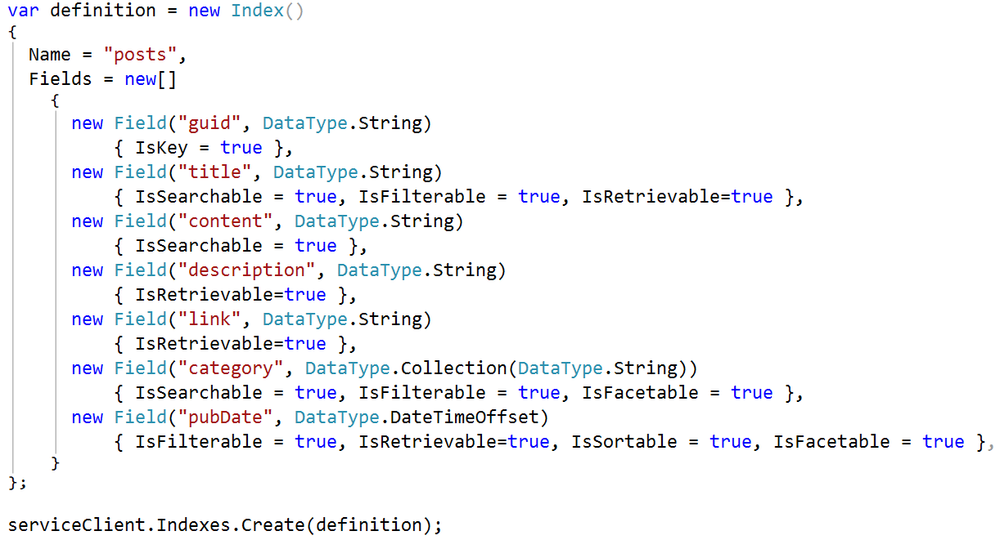 var definition = new Index()
{
Name = "posts",
Fields = new[]
{
new Field("guid", DataType.String)
{ IsKey = true },
new Field("title", DataType.String)
{ IsSearchable = true, IsFilterable = true, IsRetrievable=true },
new Field("content", DataType.String)
{ IsSearchable = true },
new Field("description", DataType.String)
{ IsRetrievable=true },
new Field("link", DataType.String)
{ IsRetrievable=true },
new Field("category", DataType.Collection(DataType.String))
{ IsSearchable = true, IsFilterable = true, IsFacetable = true },
new Field("pubDate", DataType.DateTimeOffset)
{ IsFilterable = true, IsRetrievable=true, IsSortable = true, IsFacetable = true },
}
};
serviceClient.Indexes.Create(definition);